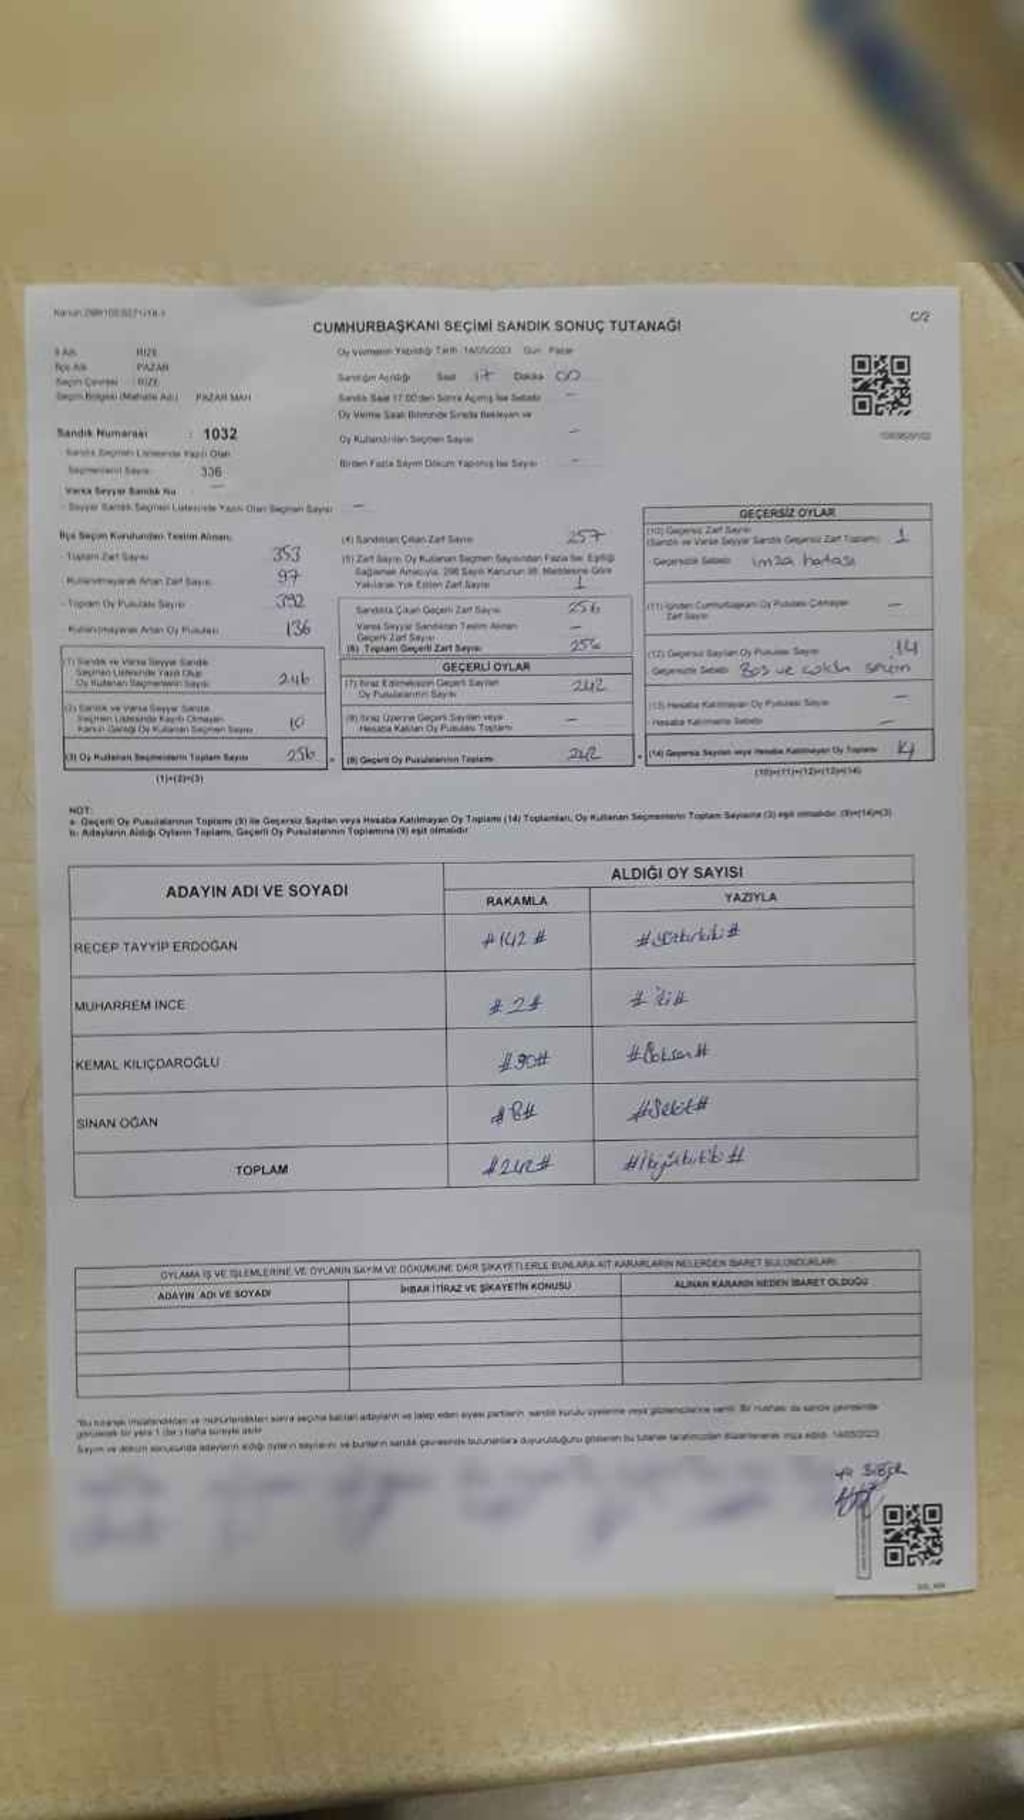 CUMHURBAŞKANI SEÇİMİ SANDIK SONUÇ TUTANAĞI
C/2
İl Adı RİZE
İlçe Adı PAZAR
Seçim Çevresi RİZE
Seçim Bölgesi (Mahalle Adı) PAZAR MAH
Oy Vermenin Yapıldığı Tarih 14/05/2023 Gün Pazar
Sandığın Açıldığı Saat 17 Dakika 00
Sandık Saat 17.00'den Sonra Açılmış İse Sebebi —
Oy Verme Saati Bitiminde Sırada Bekleyen ve
Oy Kullandırılan Seçmen Sayısı —
Birden Fazla Sayım Döküm Yapılmış İse Sayısı —
Sandık Numarası : 1032
Sandık Seçmen Listesinde Yazılı Olan
Seçmenlerin Sayısı 336
Varsa Seyyar Sandık No —
- Seyyar Sandık Seçmen Listesinde Yazılı Olan Seçmen Sayısı —
İlçe Seçim Kurulundan Teslim Alınan;
- Toplam Zarf Sayısı 353
- Kullanılmayarak Artan Zarf Sayısı 97
- Toplam Oy Pusulası Sayısı 392
- Kullanılmayarak Artan Oy Pusulası 136
(1) Sandık ve Varsa Seyyar Sandık
Seçmen Listesinde Yazılı Olup
Oy Kullanan Seçmenlerin Sayısı 246
(2) Sandık ve Varsa Seyyar Sandık
Seçmen Listesinde Kayıtlı Olmayan
Kanun Gereği Oy Kullanan Seçmen Sayısı 10
(3) Oy Kullanan Seçmenlerin Toplam Sayısı 256
(1)+(2)=(3)
(4) Sandıktan Çıkan Zarf Sayısı 257
(5) Zarf Sayısı Oy Kullanan Seçmen Sayısından Fazla İse, Eşitliği
Sağlamak Amacıyla, 298 Sayılı Kanunun 98. Maddesine Göre
Yakılarak Yok Edilen Zarf Sayısı 1
Sandıkta Çıkan Geçerli Zarf Sayısı 256
Varsa Seyyar Sandıktan Teslim Alınan
Geçerli Zarf Sayısı —
(6) Toplam Geçerli Zarf Sayısı 256
GEÇERLİ OYLAR
(7) İtiraz Edilmeksizin Geçerli Sayılan
Oy Pusulalarının Sayısı 242
(8) İtiraz Üzerine Geçerli Sayılan veya
Hesaba Katılan Oy Pusulası Toplamı —
(9) Geçerli Oy Pusulalarının Toplamı 242
GEÇERSİZ OYLAR
(10) Geçersiz Zarf Sayısı
(Sandık ve Varsa Seyyar Sandık Geçersiz Zarf Toplamı) 1
Geçersizlik Sebebi imza hatası
(11) İçinden Cumhurbaşkanı Oy Pusulası Çıkmayan
Zarf Sayısı —
(12) Geçersiz Sayılan Oy Pusulası Sayısı 14
Geçersizlik Sebebi Boş ve çoklu seçim
(13) Hesaba Katılmayan Oy Pusulası Sayısı —
Hesaba Katılmama Sebebi —
(14) Geçersiz Sayılan veya Hesaba Katılmayan Oy Toplamı 14
(10)+(11)+(12)+(13)=(14)
NOT:
a- Geçerli Oy Pusulalarının Toplamı (9) ile Geçersiz Sayılan veya Hesaba Katılmayan Oy Toplamı (14) Toplamları, Oy Kullanan Seçmenlerin Toplam Sayısına (3) eşit olmalıdır. (9)+(14)=(3)
b- Adayların Aldığı Oyların Toplamı, Geçerli Oy Pusulalarının Toplamına (9) eşit olmalıdır
ADAYIN ADI VE SOYADI ALDIĞI OY SAYISI
RAKAMLA YAZIYLA
RECEP TAYYİP ERDOĞAN #142# #yüzkırkiki#
MUHARREM İNCE #2# #iki#
KEMAL KILIÇDAROĞLU #90# #Doksan#
SİNAN OĞAN #8# #Sekiz#
TOPLAM #242# #İkiyüzkırkiki#
OYLAMA İŞ VE İŞLEMLERİNE VE OYLARIN SAYIM VE DÖKÜMÜNE DAİR ŞİKAYETLERLE BUNLARA AİT KARARLARIN NELERDEN İBARET BULUNDUKLARI
ADAYIN ADI VE SOYADI İHBAR İTİRAZ VE ŞİKAYETİN KONUSU ALINAN KARARIN NEDEN İBARET OLDUĞU